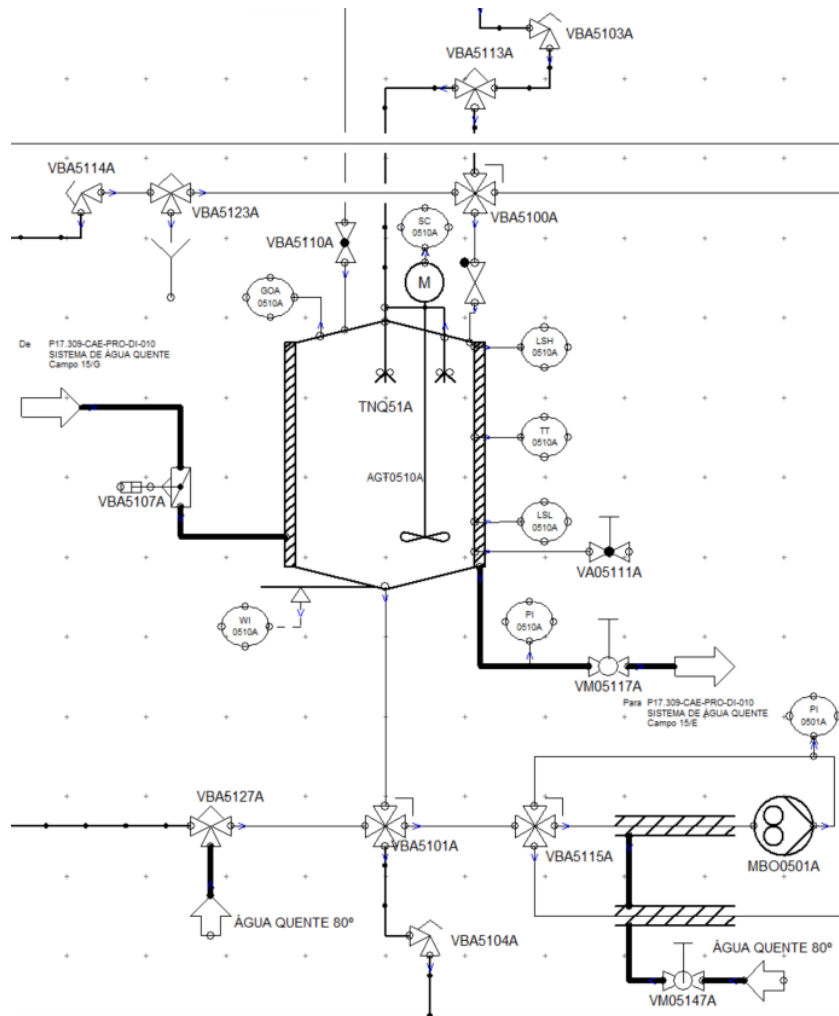 VBA5103A
VBA5113A
VBA5114A
VBA5123A
VBA5100A
SC
0510A
VBA5110A
M
GOA
0510A
De P17.309-CAE-PRO-DI-010
SISTEMA DE ÁGUA QUENTE
Campo 15/G
LSH
0510A
TNQ51A
TT
0510A
VBA5107A
AGT0510A
LSL
0510A
VA05111A
WI
0510A
PI
0510A
VM05117A
Para P17.309-CAE-PRO-DI-010
SISTEMA DE ÁGUA QUENTE
Campo 15/E
PI
0501A
VBA5127A
VBA5101A
VBA5115A
MBO0501A
ÁGUA QUENTE 80º
VBA5104A
ÁGUA QUENTE 80º
VM05147A